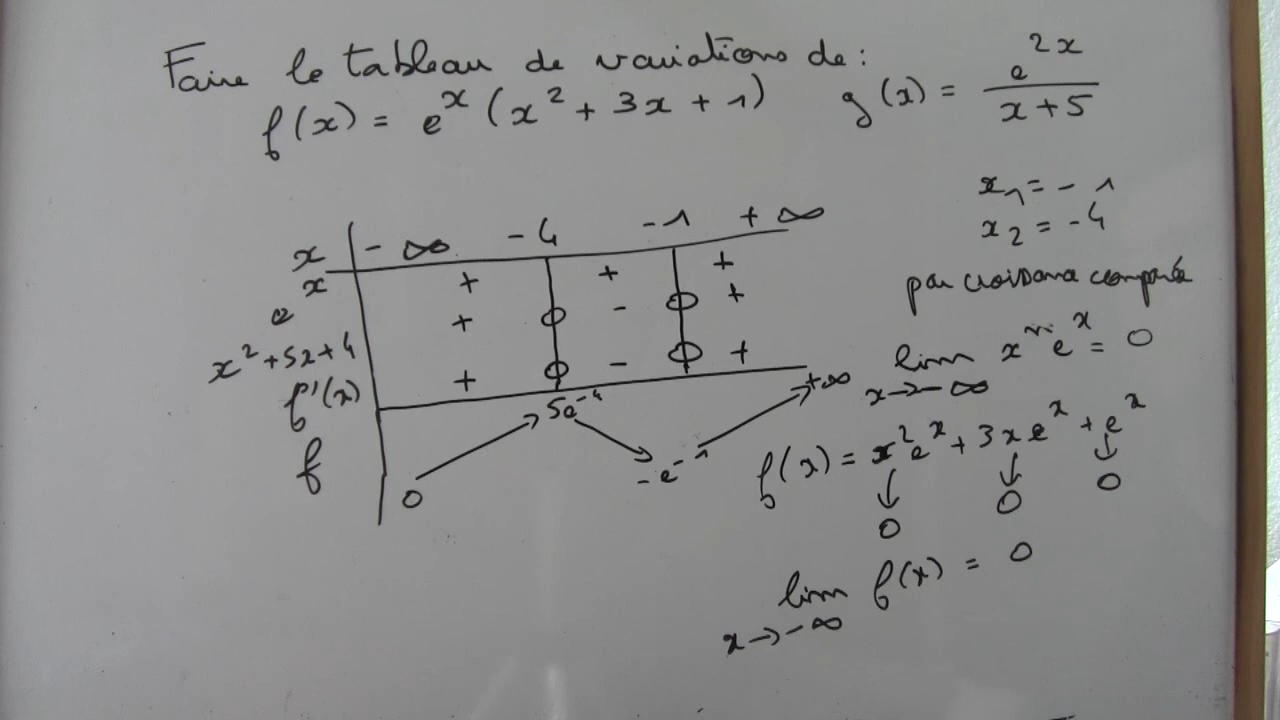 Faire le tableau de variations de :
f(x) = e^x (x² + 3x + 1) g(x) = e^{2x} / (x + 5)
x₁ = - 1
x₂ = - 4
x - ∞ - 4 - 1 + ∞
e^x + + +
x² + 5x + 4 + 0 - 0 +
f'(x) + 0 - 0 +
f 0 5e^{-4} - e^{-1} + ∞
par croissance comparée
lim x^n e^x = 0
x → - ∞
f(x) = x² e^x + 3x e^x + e^x
↓ ↓ ↓
0 0 0
lim f(x) = 0
x → - ∞